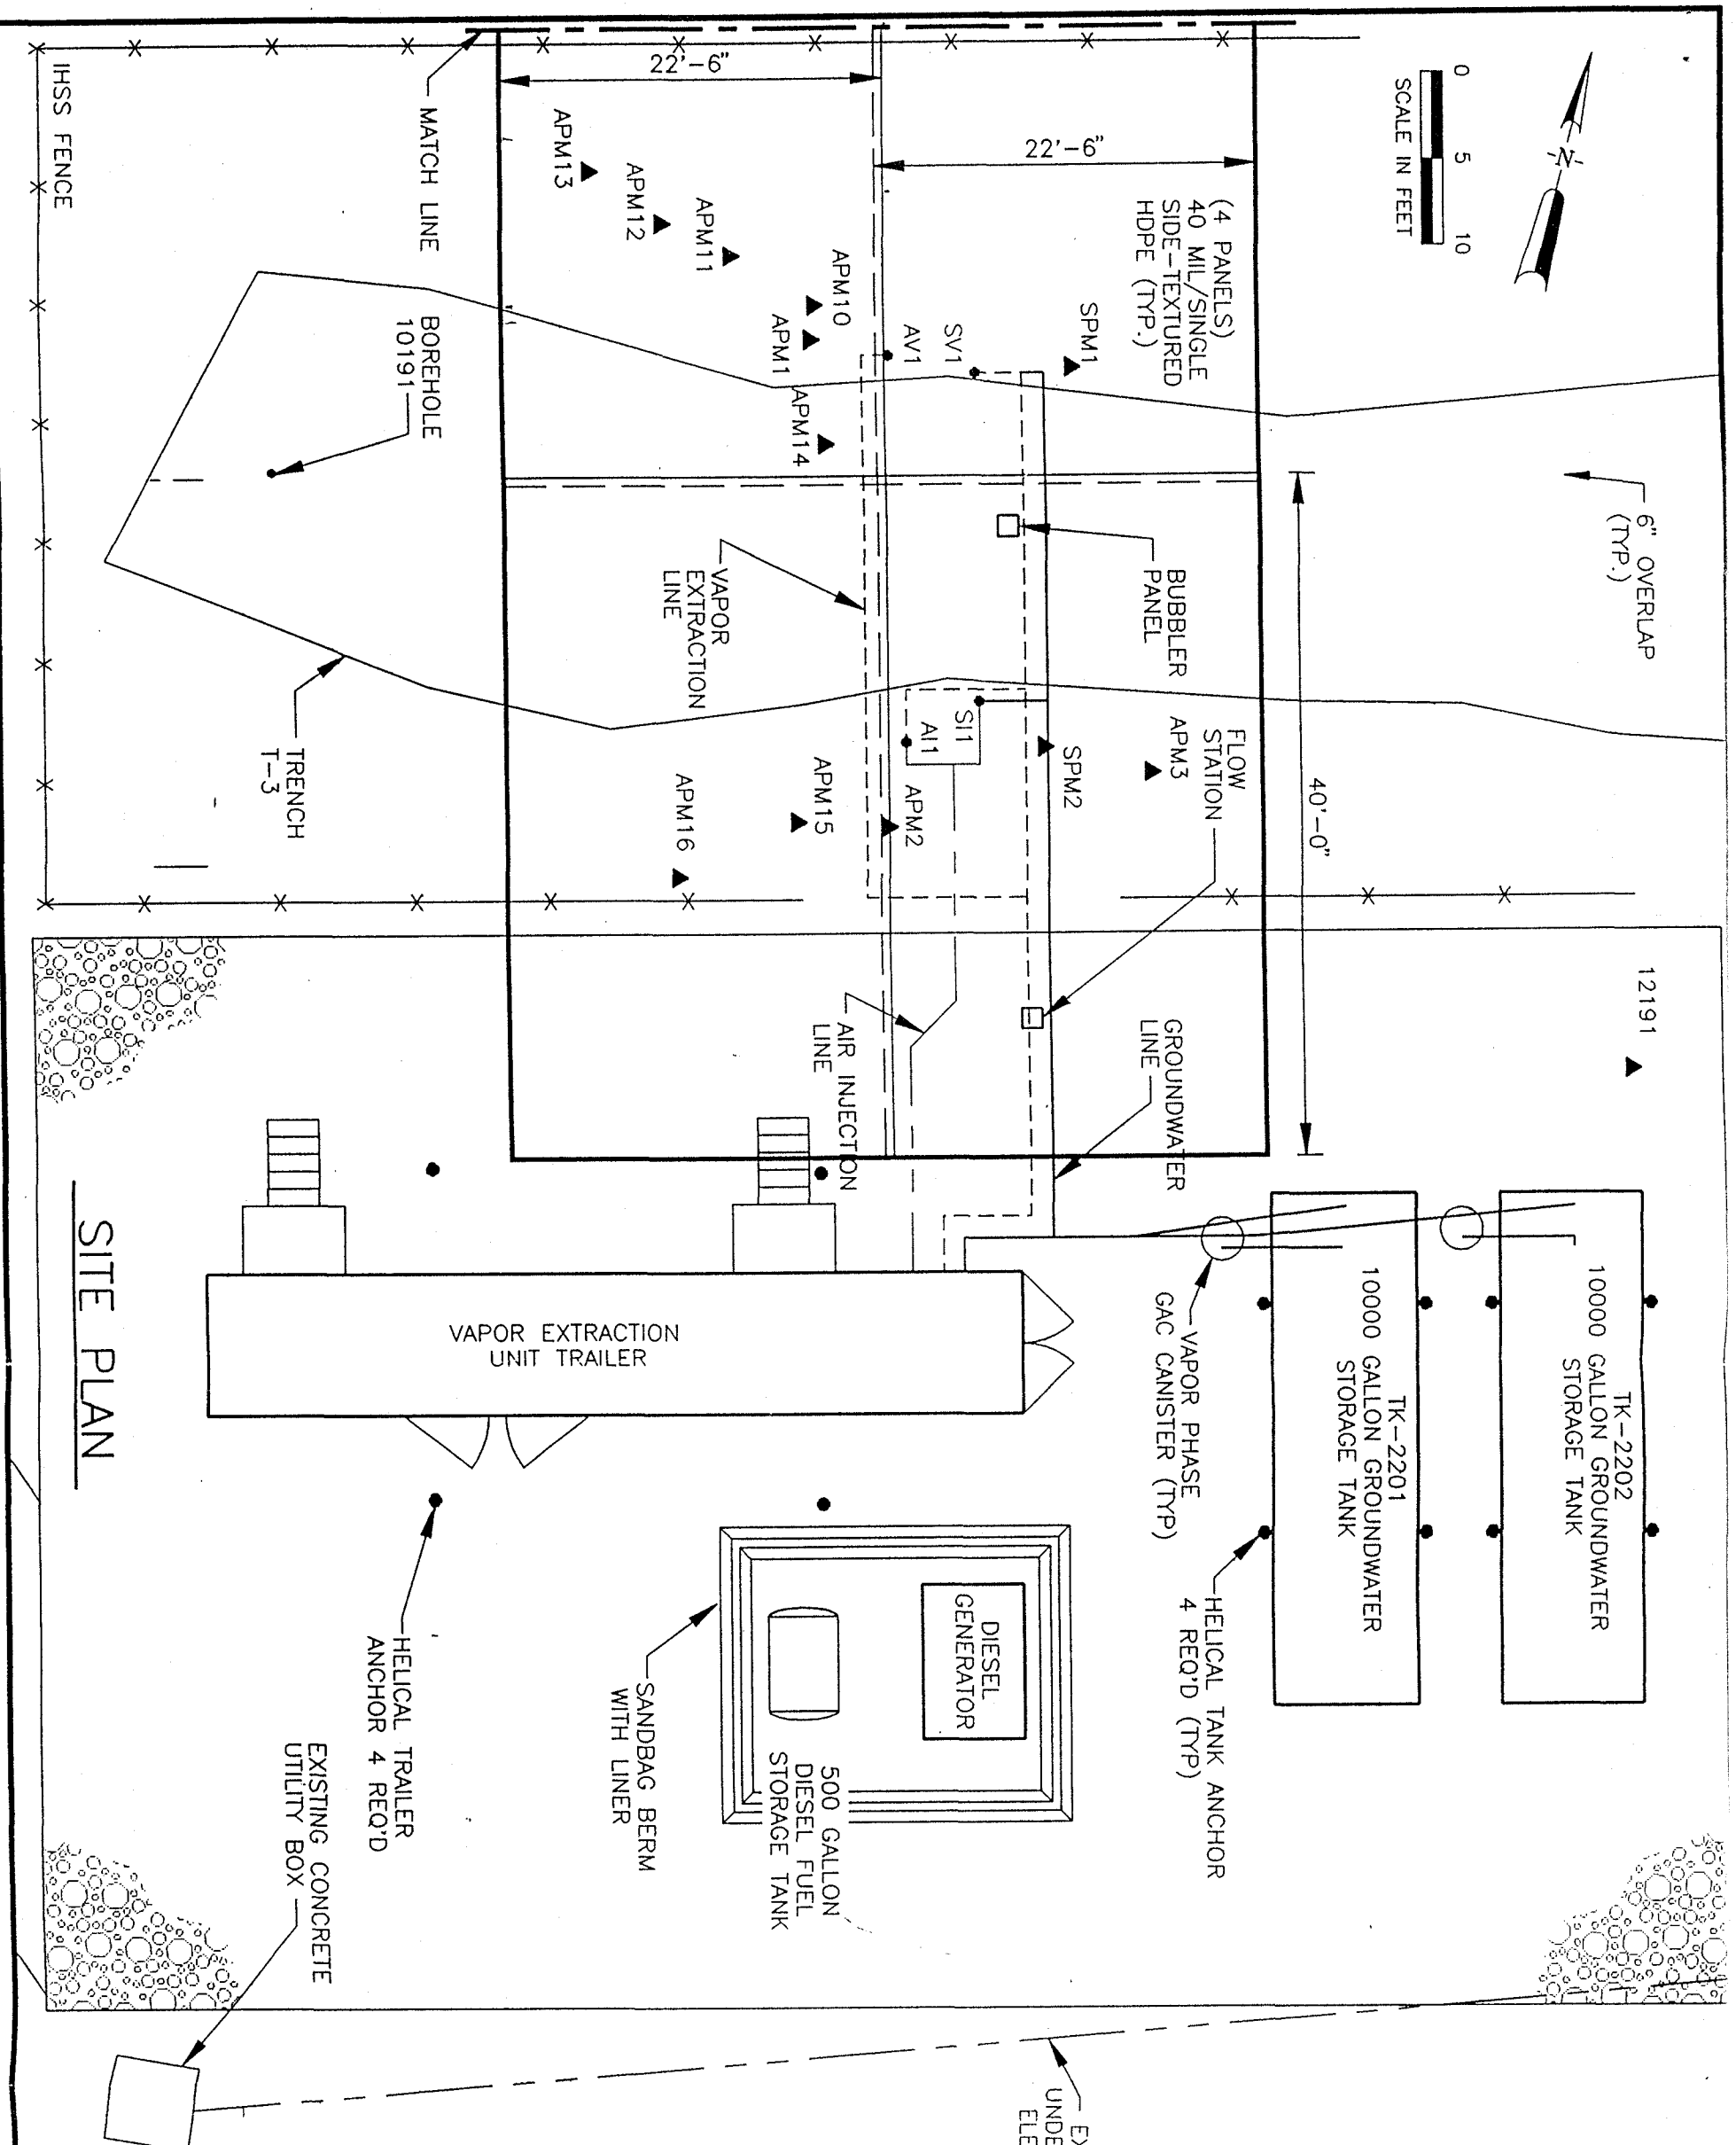 0 5 10
SCALE IN FEET
N
22'-6"
22'-6"
(4 PANELS)
40 MIL/SINGLE
SIDE-TEXTURED
HDPE (TYP.)
6" OVERLAP
(TYP.)
40'-0"
IHSS FENCE
MATCH LINE
APM13
APM12
APM11
APM10
APM1
APM14
AV1
SV1
SPM1
BOREHOLE
10191
BUBBLER
PANEL
VAPOR
EXTRACTION
LINE
FLOW
STATION
APM3
SPM2
SI1
AI1
APM2
APM15
APM16
TRENCH
T-3
12191
GROUNDWATER
LINE
AIR INJECTION
LINE
TK-2202
10000 GALLON GROUNDWATER
STORAGE TANK
TK-2201
10000 GALLON GROUNDWATER
STORAGE TANK
VAPOR PHASE
GAC CANISTER (TYP)
HELICAL TANK ANCHOR
4 REQ'D (TYP)
VAPOR EXTRACTION
UNIT TRAILER
SITE PLAN
DIESEL
GENERATOR
500 GALLON
DIESEL FUEL
STORAGE TANK
SANDBAG BERM
WITH LINER
HELICAL TRAILER
ANCHOR 4 REQ'D
EXISTING CONCRETE
UTILITY BOX
EX
UNDE
ELE